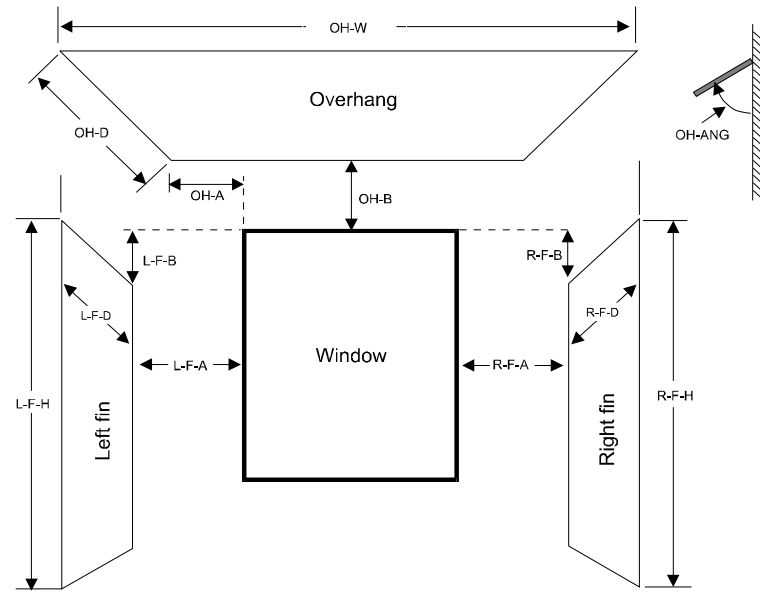 OH-W
Overhang
OH-D
OH-ANG
OH-A
OH-B
L-F-B
R-F-B
L-F-D
R-F-D
Window
L-F-A
R-F-A
L-F-H
R-F-H
Left fin
Right fin